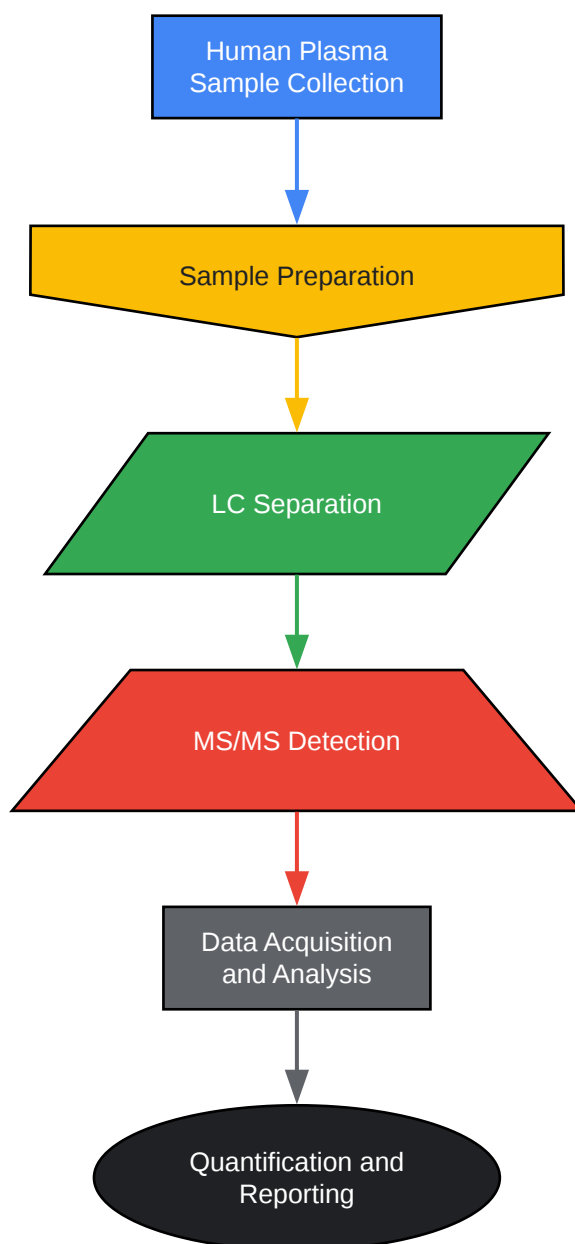 Human Plasma
Sample Collection
Sample Preparation
LC Separation
MS/MS Detection
Data Acquisition
and Analysis
Quantification and
Reporting